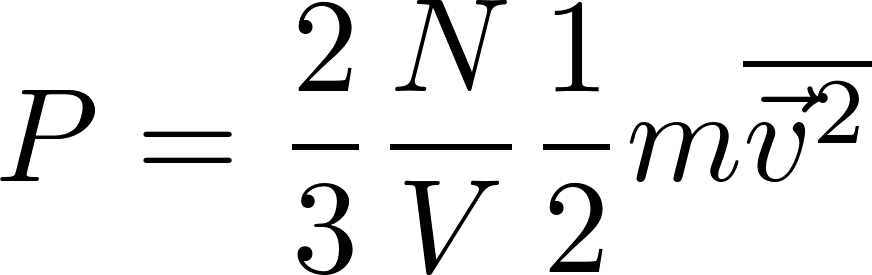 $P = \frac{2}{3} \frac{N}{V} \frac{1}{2} m \overline{\vec{v}^2}$